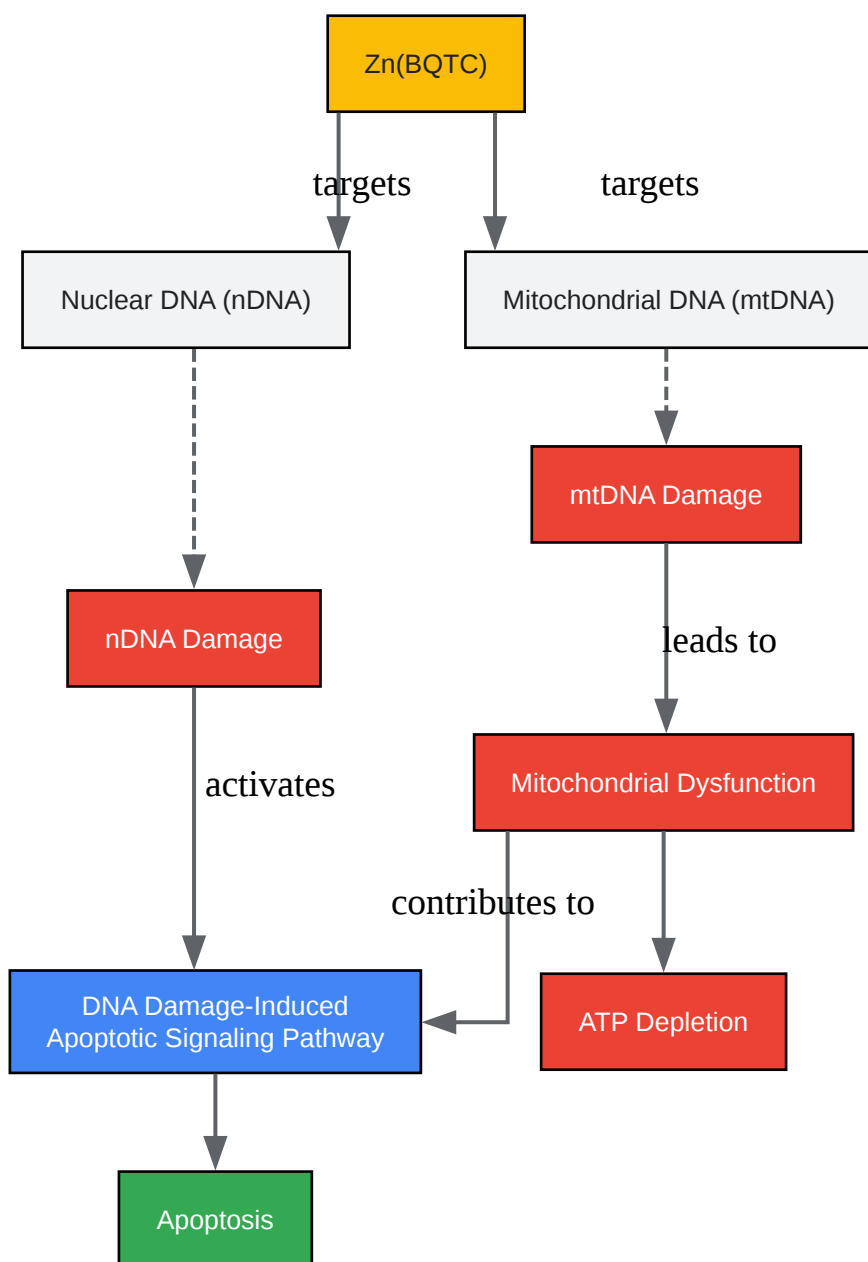 Zn(BQTC)
targets
targets
Nuclear DNA (nDNA)
Mitochondrial DNA (mtDNA)
mtDNA Damage
nDNA Damage
leads to
Mitochondrial Dysfunction
activates
contributes to
DNA Damage-Induced
Apoptotic Signaling Pathway
ATP Depletion
Apoptosis